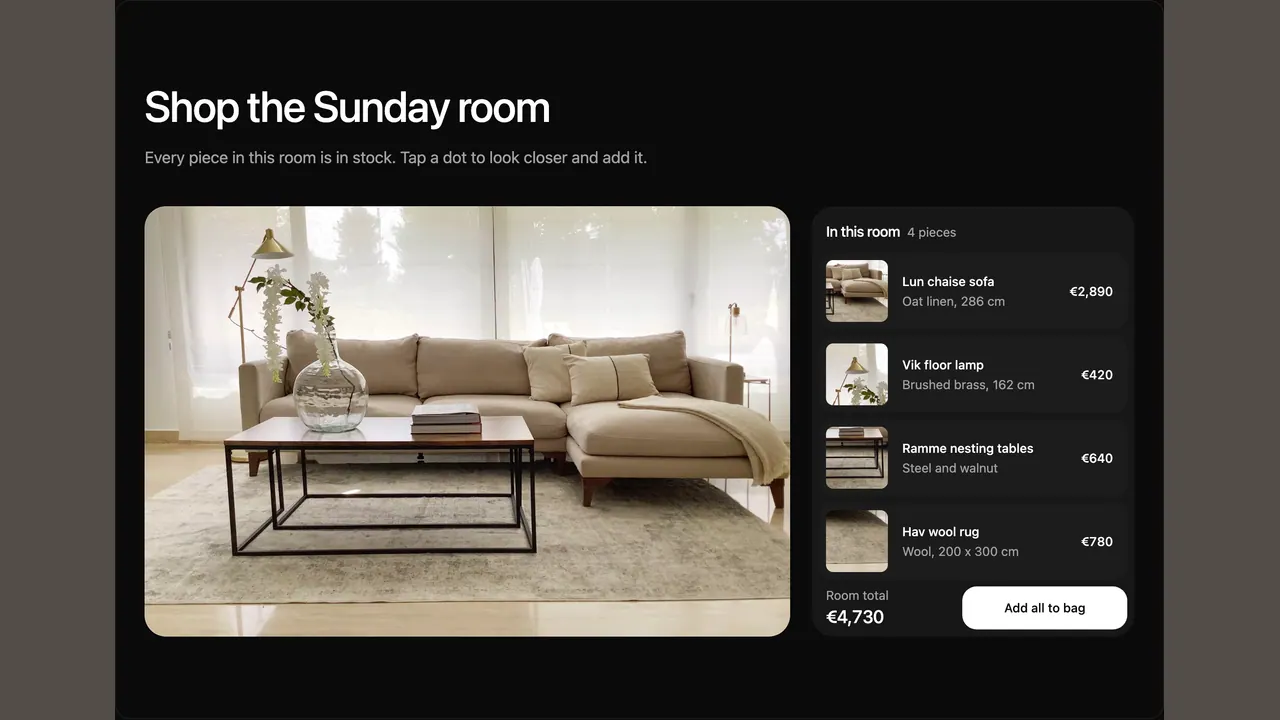 Shop the Sunday room
Every piece in this room is in stock. Tap a dot to look closer and add it.
In this room 4 pieces
Lun chaise sofa
Oat linen, 286 cm
€2,890
Vik floor lamp
Brushed brass, 162 cm
€420
Ramme nesting tables
Steel and walnut
€640
Hav wool rug
Wool, 200 x 300 cm
€780
Room total
€4,730
Add all to bag